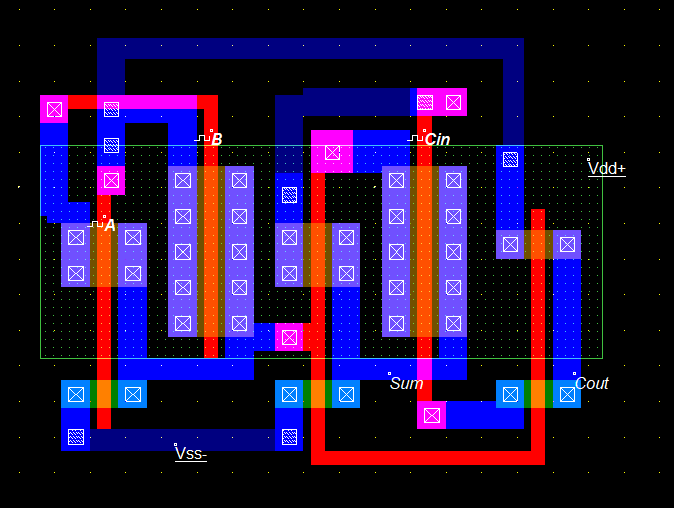 B
Cin
Vdd+
A
Sum
Cout
Vss-